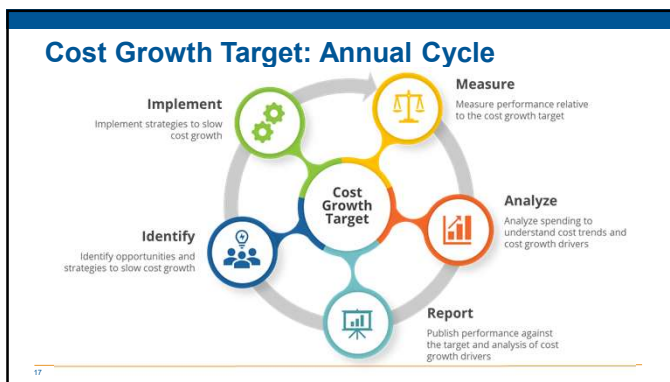 Cost Growth Target: Annual Cycle
Measure
Measure performance relative
to the cost growth target
Analyze
Analyze spending to
understand cost trends and
cost growth drivers
Report
Publish performance against
the target and analysis of cost
growth drivers
Identify
Identify opportunities and
strategies to slow cost growth
Implement
Implement strategies to slow
cost growth
Cost
Growth
Target
17